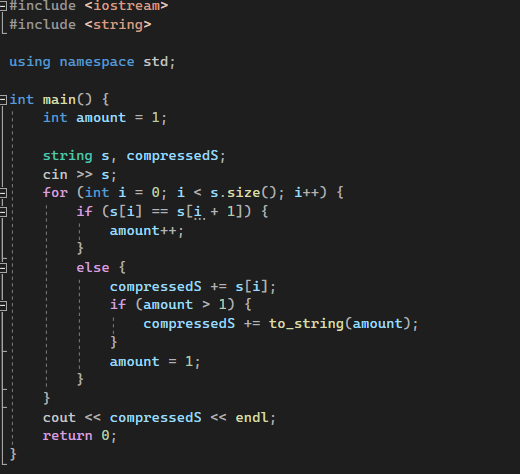 #include <iostream>
#include <string>
using namespace std;
int main() {
int amount = 1;
string s, compressedS;
cin >> s;
for (int i = 0; i < s.size(); i++) {
if (s[i] == s[i + 1]) {
amount++;
}
else {
compressedS += s[i];
if (amount > 1) {
compressedS += to_string(amount);
}
amount = 1;
}
}
cout << compressedS << endl;
return 0;
}